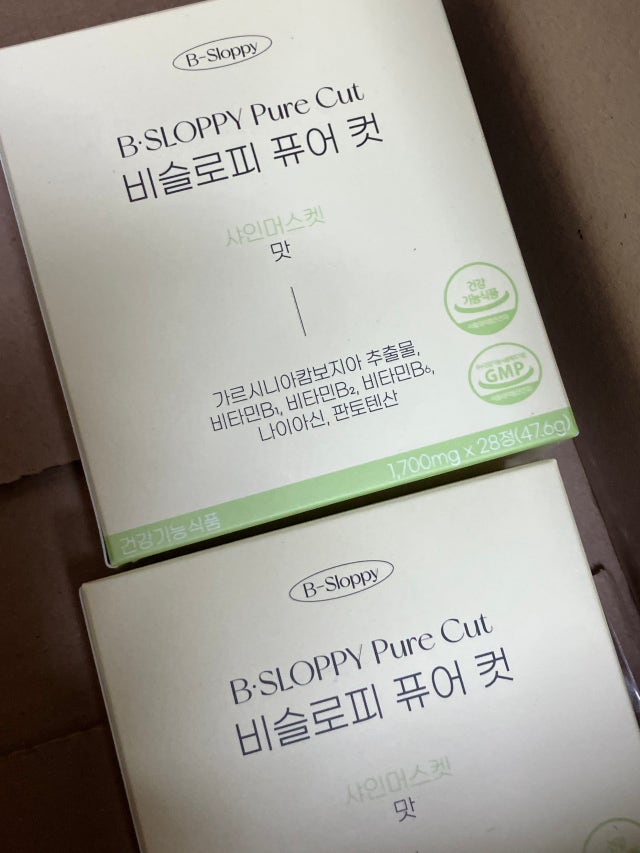 B-Sloppy
B·SLOPPY Pure Cut
비슬로피 퓨어 컷
샤인머스켓
맛
건강
기능식품
GMP
가르시니아캄보지아 추출물,
비타민B₁, 비타민B₂, 비타민B₆,
나이아신, 판토텐산
1,700mg x 28정(47.6g)
건강기능식품
B-Sloppy
B·SLOPPY Pure Cut
비슬로피 퓨어 컷
샤인머스켓
맛